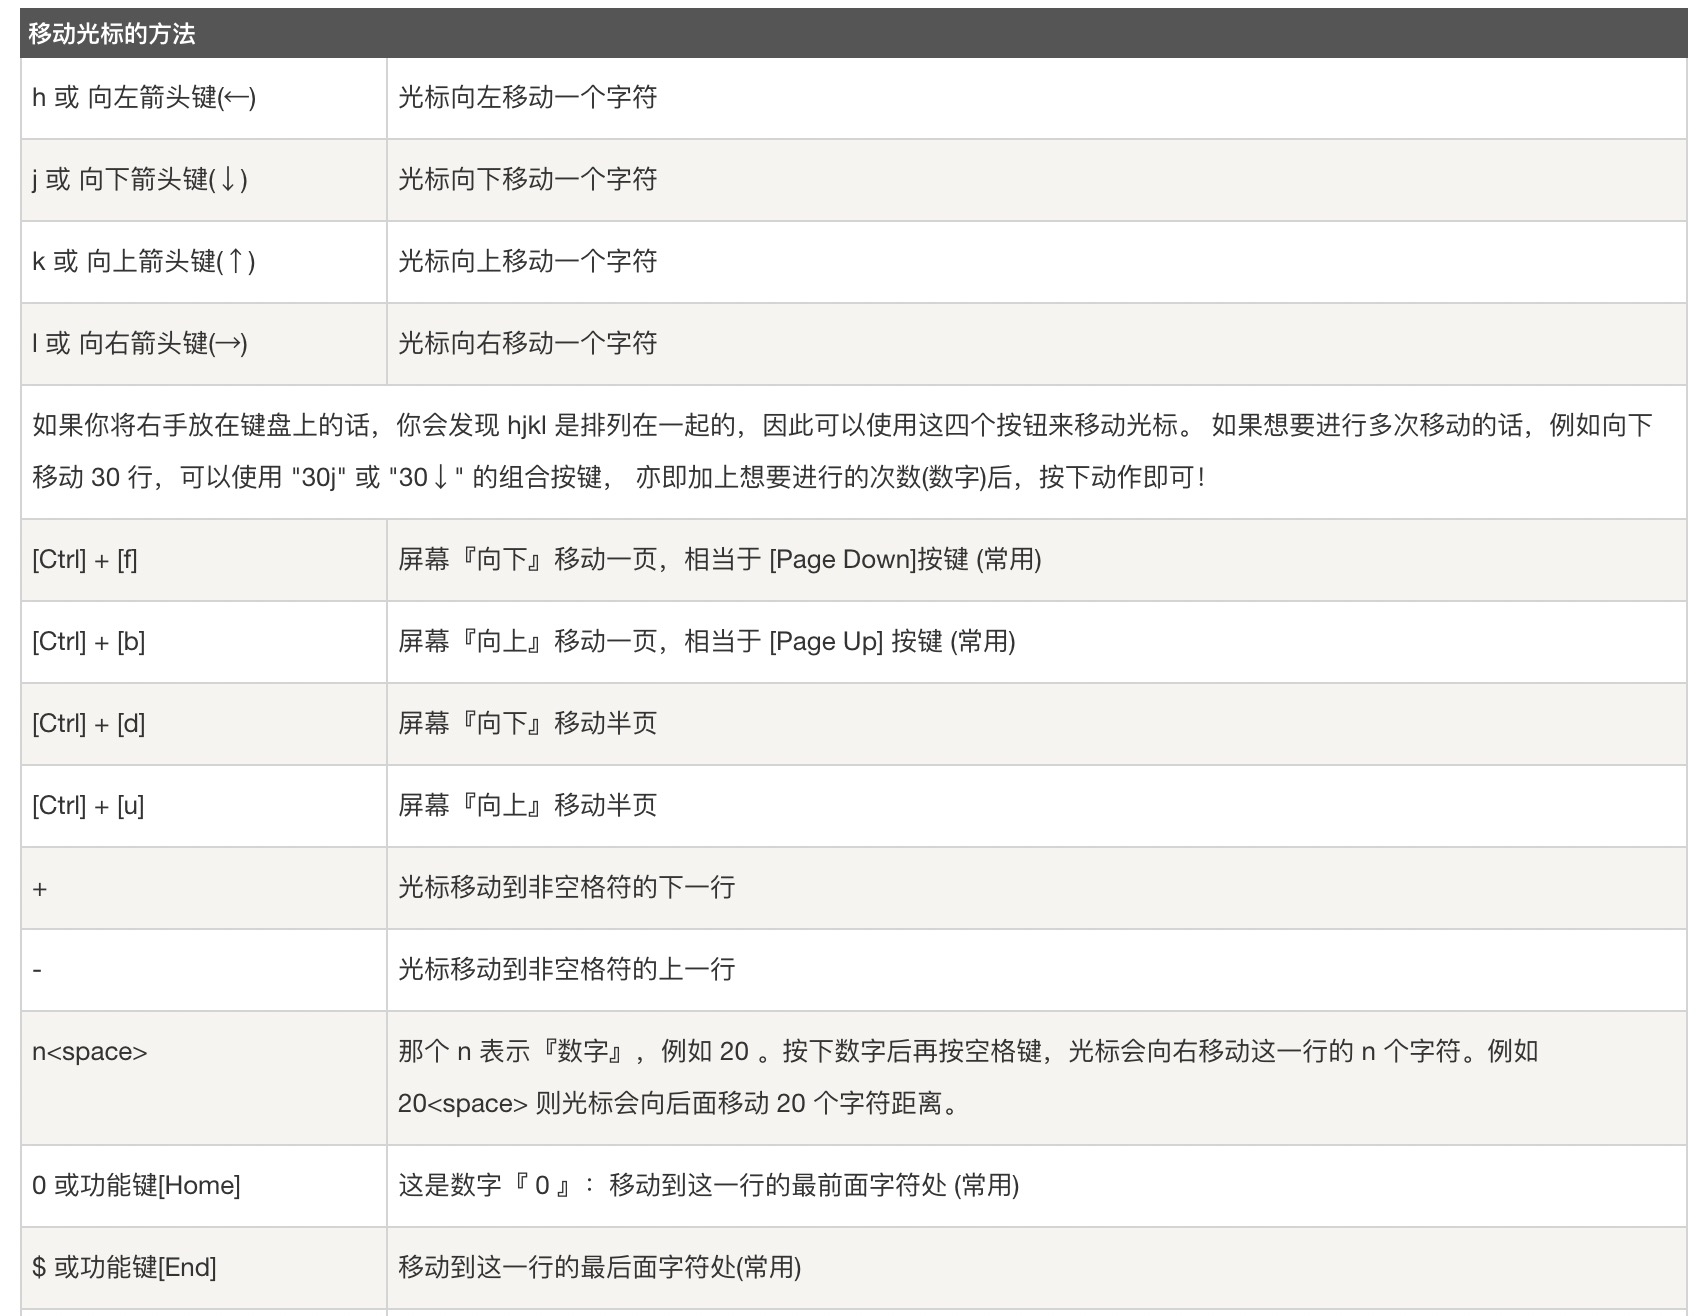 移动光标的方法
h 或 向左箭头键(←)
光标向左移动一个字符
j 或 向下箭头键(↓)
光标向下移动一个字符
k 或 向上箭头键(↑)
光标向上移动一个字符
l 或 向右箭头键(→)
光标向右移动一个字符
如果你将右手放在键盘上的话，你会发现 hjkl 是排列在一起的，因此可以使用这四个按钮来移动光标。 如果想要进行多次移动的话，例如向下
移动 30 行，可以使用 "30j" 或 "30↓" 的组合按键， 亦即加上想要进行的次数(数字)后，按下动作即可！
[Ctrl] + [f]
屏幕『向下』移动一页，相当于 [Page Down]按键 (常用)
[Ctrl] + [b]
屏幕『向上』移动一页，相当于 [Page Up] 按键 (常用)
[Ctrl] + [d]
屏幕『向下』移动半页
[Ctrl] + [u]
屏幕『向上』移动半页
+
光标移动到非空格符的下一行
-
光标移动到非空格符的上一行
n<space>
那个 n 表示『数字』，例如 20 。按下数字后再按空格键，光标会向右移动这一行的 n 个字符。例如
20<space> 则光标会向后面移动 20 个字符距离。
0 或功能键[Home]
这是数字『 0 』：移动到这一行的最前面字符处 (常用)
$ 或功能键[End]
移动到这一行的最后面字符处(常用)